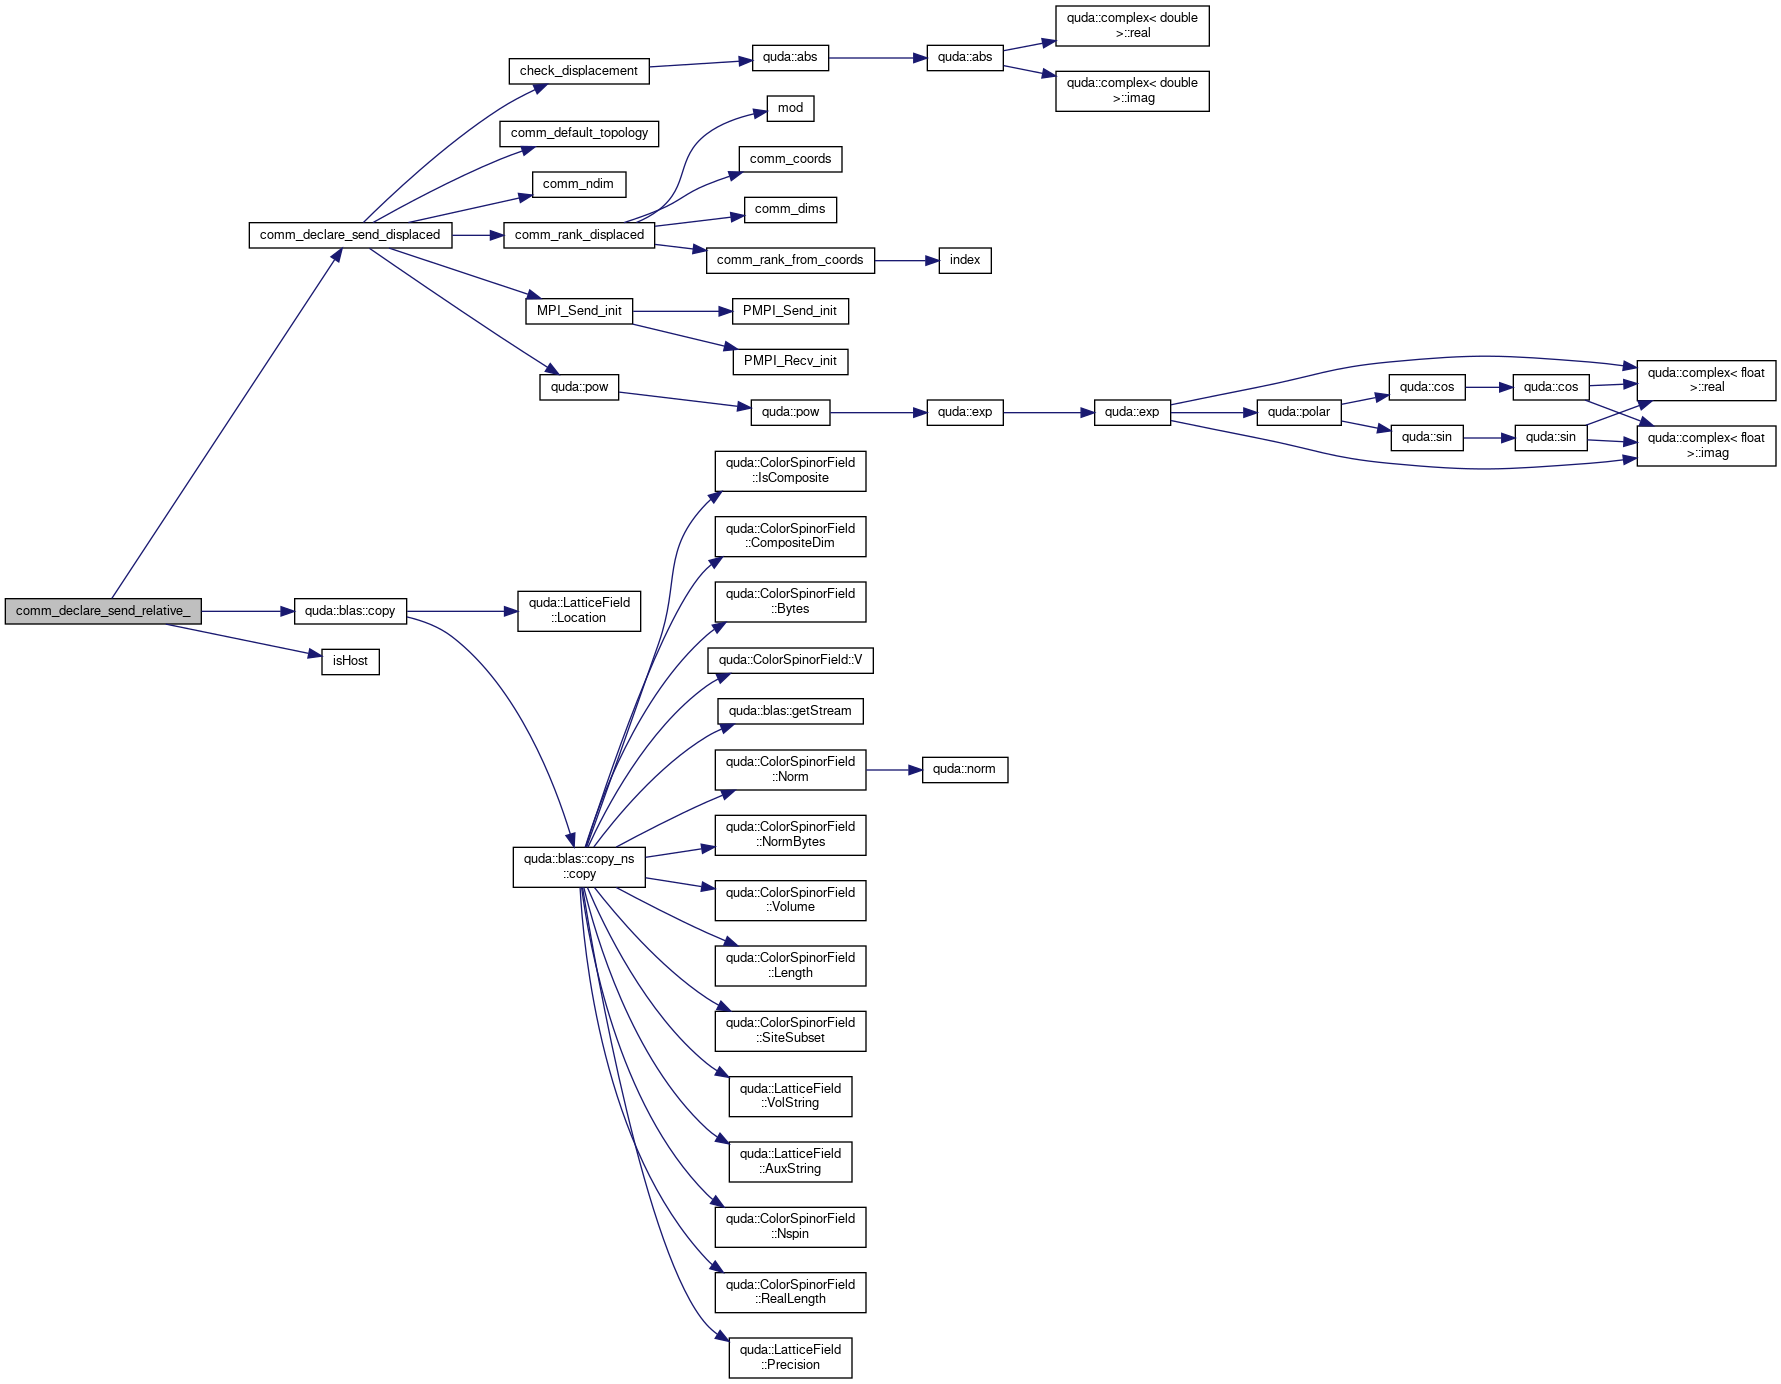 comm_declare_send_relative_
comm_declare_send_displaced
quda::blas::copy
isHost
check_displacement
comm_default_topology
comm_ndim
comm_rank_displaced
MPI_Send_init
quda::pow
quda::LatticeField
::Location
quda::blas::copy_ns
::copy
quda::abs
mod
comm_coords
comm_dims
comm_rank_from_coords
PMPI_Send_init
PMPI_Recv_init
quda::pow
quda::ColorSpinorField
::IsComposite
quda::ColorSpinorField
::CompositeDim
quda::ColorSpinorField
::Bytes
quda::ColorSpinorField::V
quda::blas::getStream
quda::ColorSpinorField
::Norm
quda::ColorSpinorField
::NormBytes
quda::ColorSpinorField
::Volume
quda::ColorSpinorField
::Length
quda::ColorSpinorField
::SiteSubset
quda::LatticeField
::VolString
quda::LatticeField
::AuxString
quda::ColorSpinorField
::Nspin
quda::ColorSpinorField
::RealLength
quda::LatticeField
::Precision
quda::abs
index
quda::exp
quda::norm
quda::complex< double
>::real
quda::complex< double
>::imag
quda::exp
quda::polar
quda::cos
quda::sin
quda::cos
quda::sin
quda::complex< float
>::real
quda::complex< float
>::imag